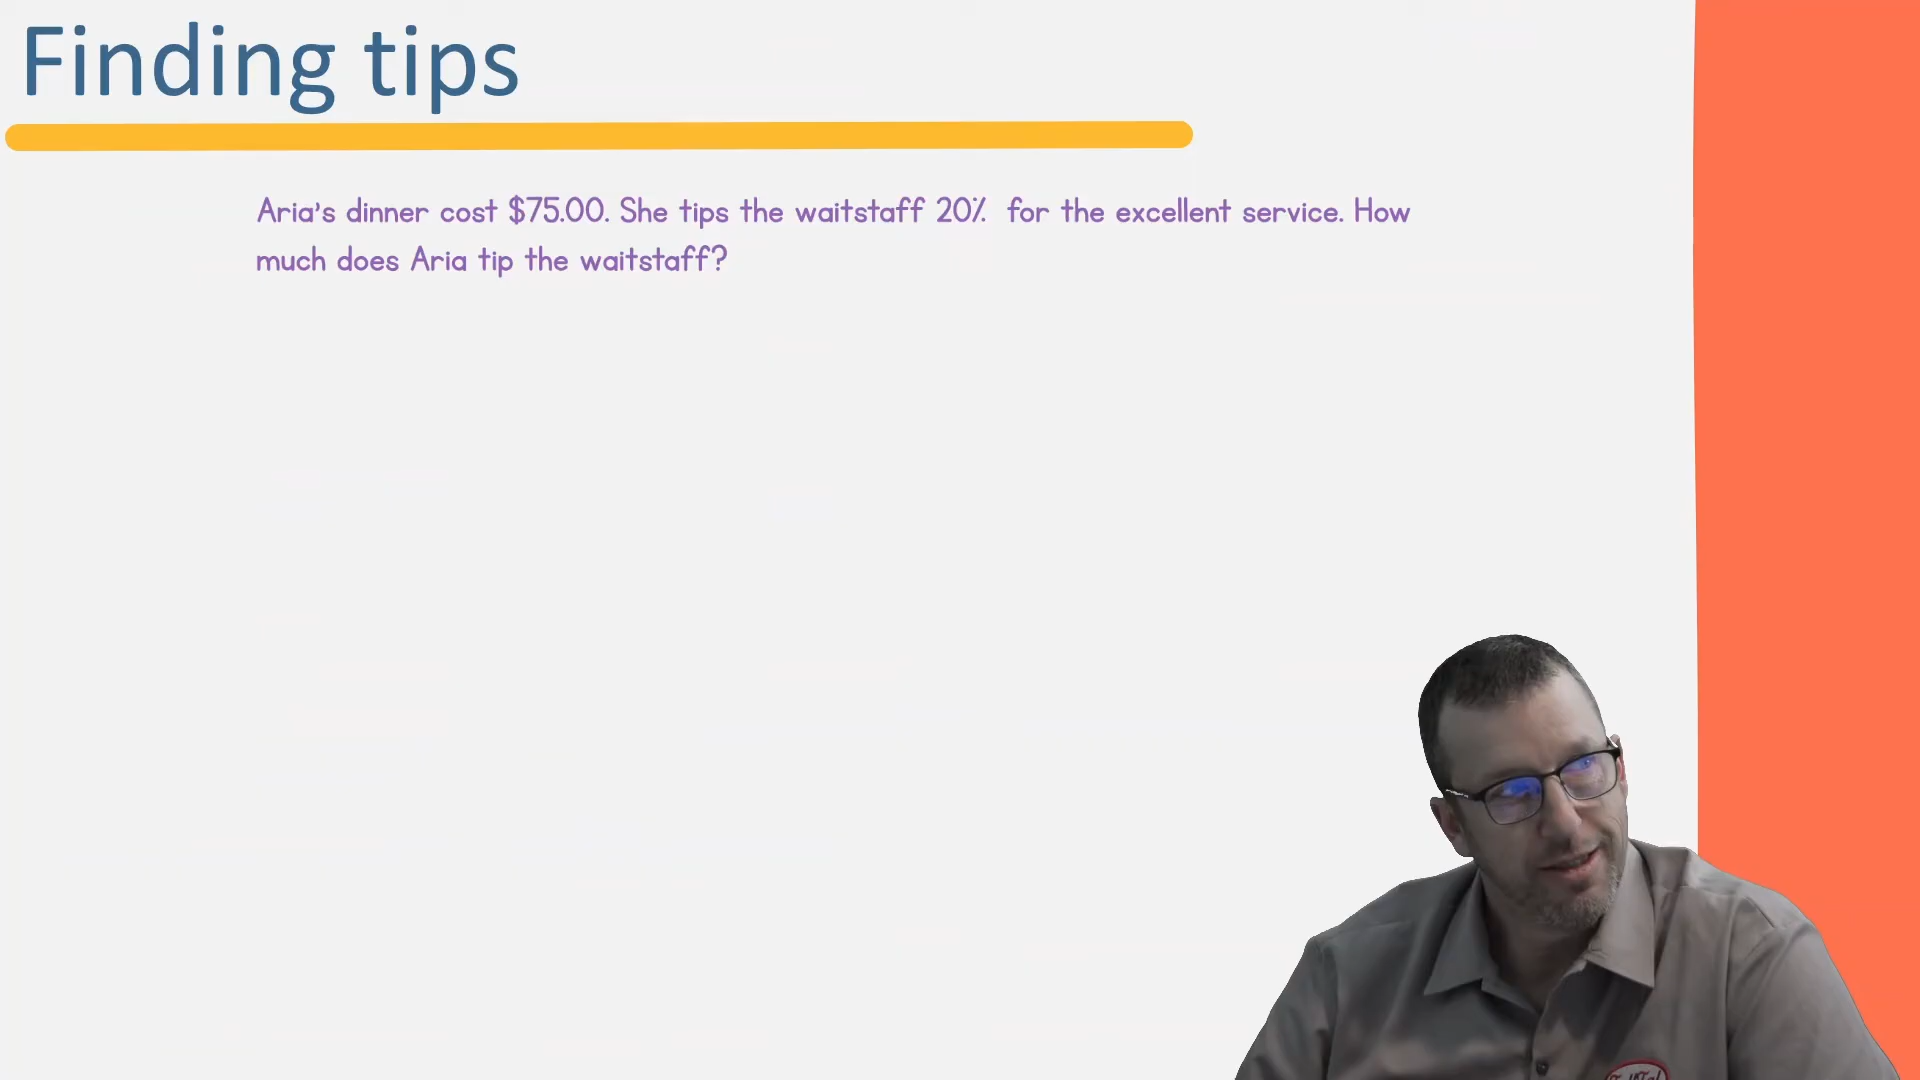 Finding tips
Aria's dinner cost $75.00. She tips the waitstaff 20%  for the excellent service. How
much does Aria tip the waitstaff?